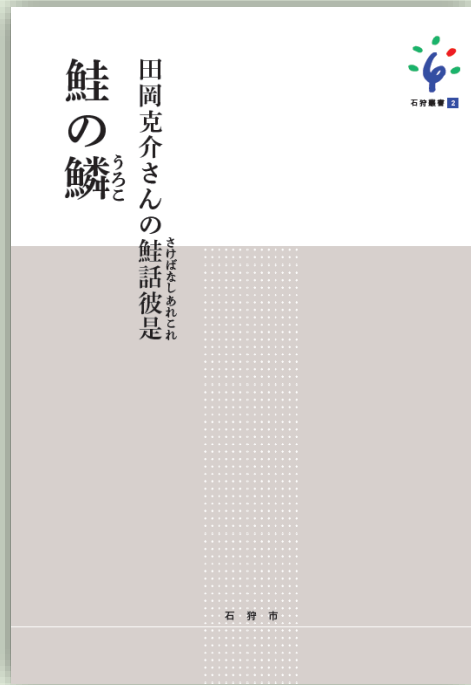 田岡克介さんの鮭話彼是
さけばなしあれこれ
鮭の鱗
うろこ
石狩叢書 2
石狩市